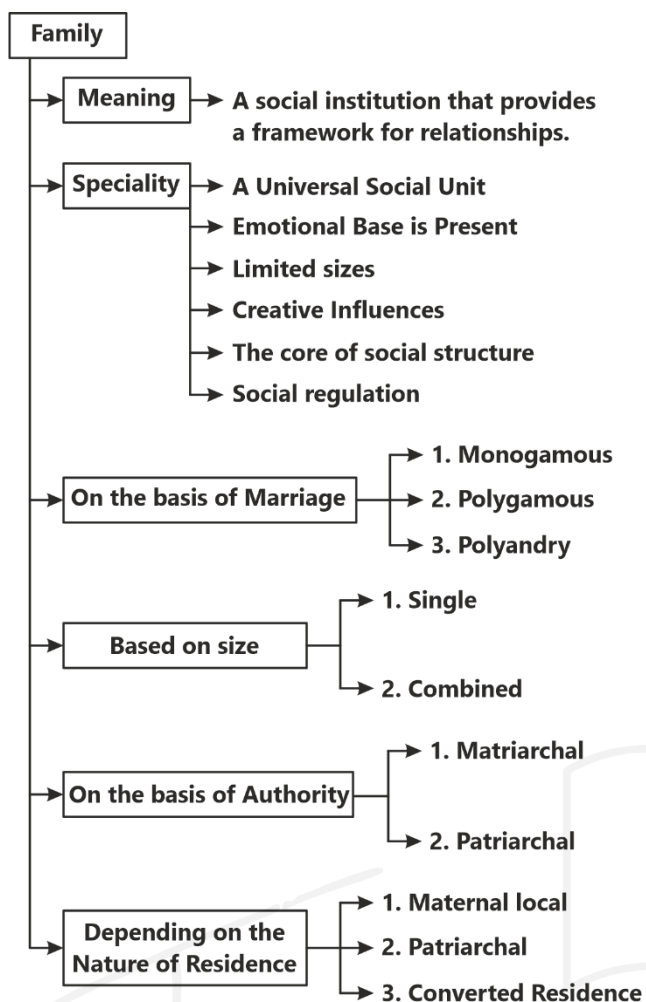 Family
Meaning
A social institution that provides
a framework for relationships.
Speciality
A Universal Social Unit
Emotional Base is Present
Limited sizes
Creative Influences
The core of social structure
Social regulation
On the basis of Marriage
1. Monogamous
2. Polygamous
3. Polyandry
Based on size
1. Single
2. Combined
On the basis of Authority
1. Matriarchal
2. Patriarchal
Depending on the
Nature of Residence
1. Maternal local
2. Patriarchal
3. Converted Residence